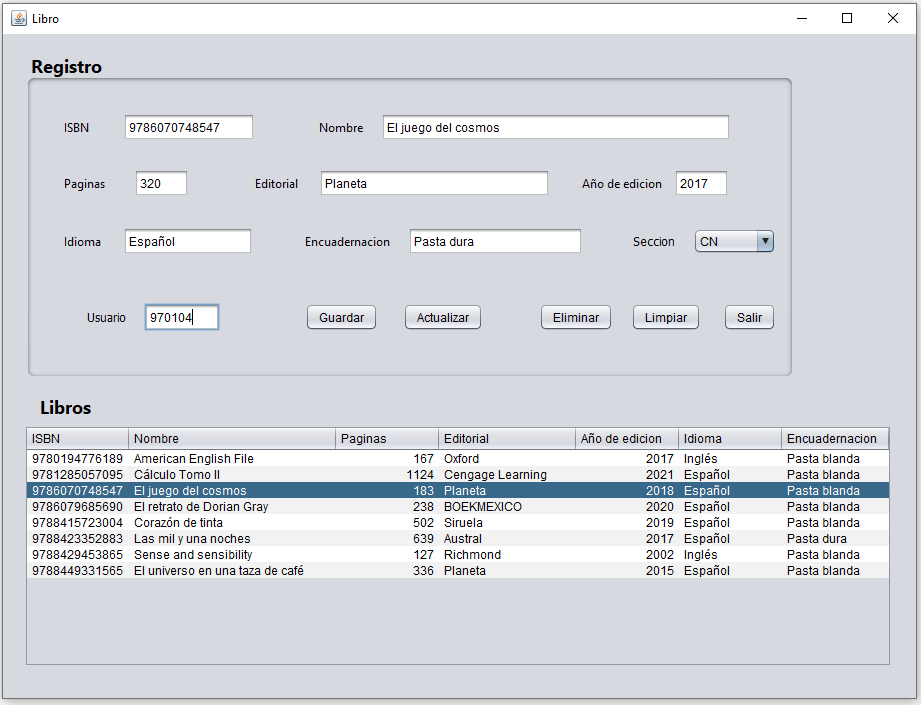 Libro
Registro
ISBN 9786070748547 Nombre El juego del cosmos
Paginas 320 Editorial Planeta Año de edicion 2017
Idioma Español Encuadernacion Pasta dura Seccion CN
Usuario 970104 Guardar Actualizar Eliminar Limpiar Salir
Libros
ISBN Nombre Paginas Editorial Año de edicion Idioma Encuadernacion
9780194776189 American English File 167 Oxford 2017 Inglés Pasta blanda
9781285057095 Cálculo Tomo II 1124 Cengage Learning 2021 Español Pasta blanda
9786070748547 El juego del cosmos 183 Planeta 2018 Español Pasta blanda
9786079685690 El retrato de Dorian Gray 238 BOEKMEXICO 2020 Español Pasta blanda
9788415723004 Corazón de tinta 502 Siruela 2019 Español Pasta blanda
9788423352883 Las mil y una noches 639 Austral 2017 Español Pasta dura
9788429453865 Sense and sensibility 127 Richmond 2002 Inglés Pasta blanda
9788449331565 El universo en una taza de café 336 Planeta 2015 Español Pasta blanda